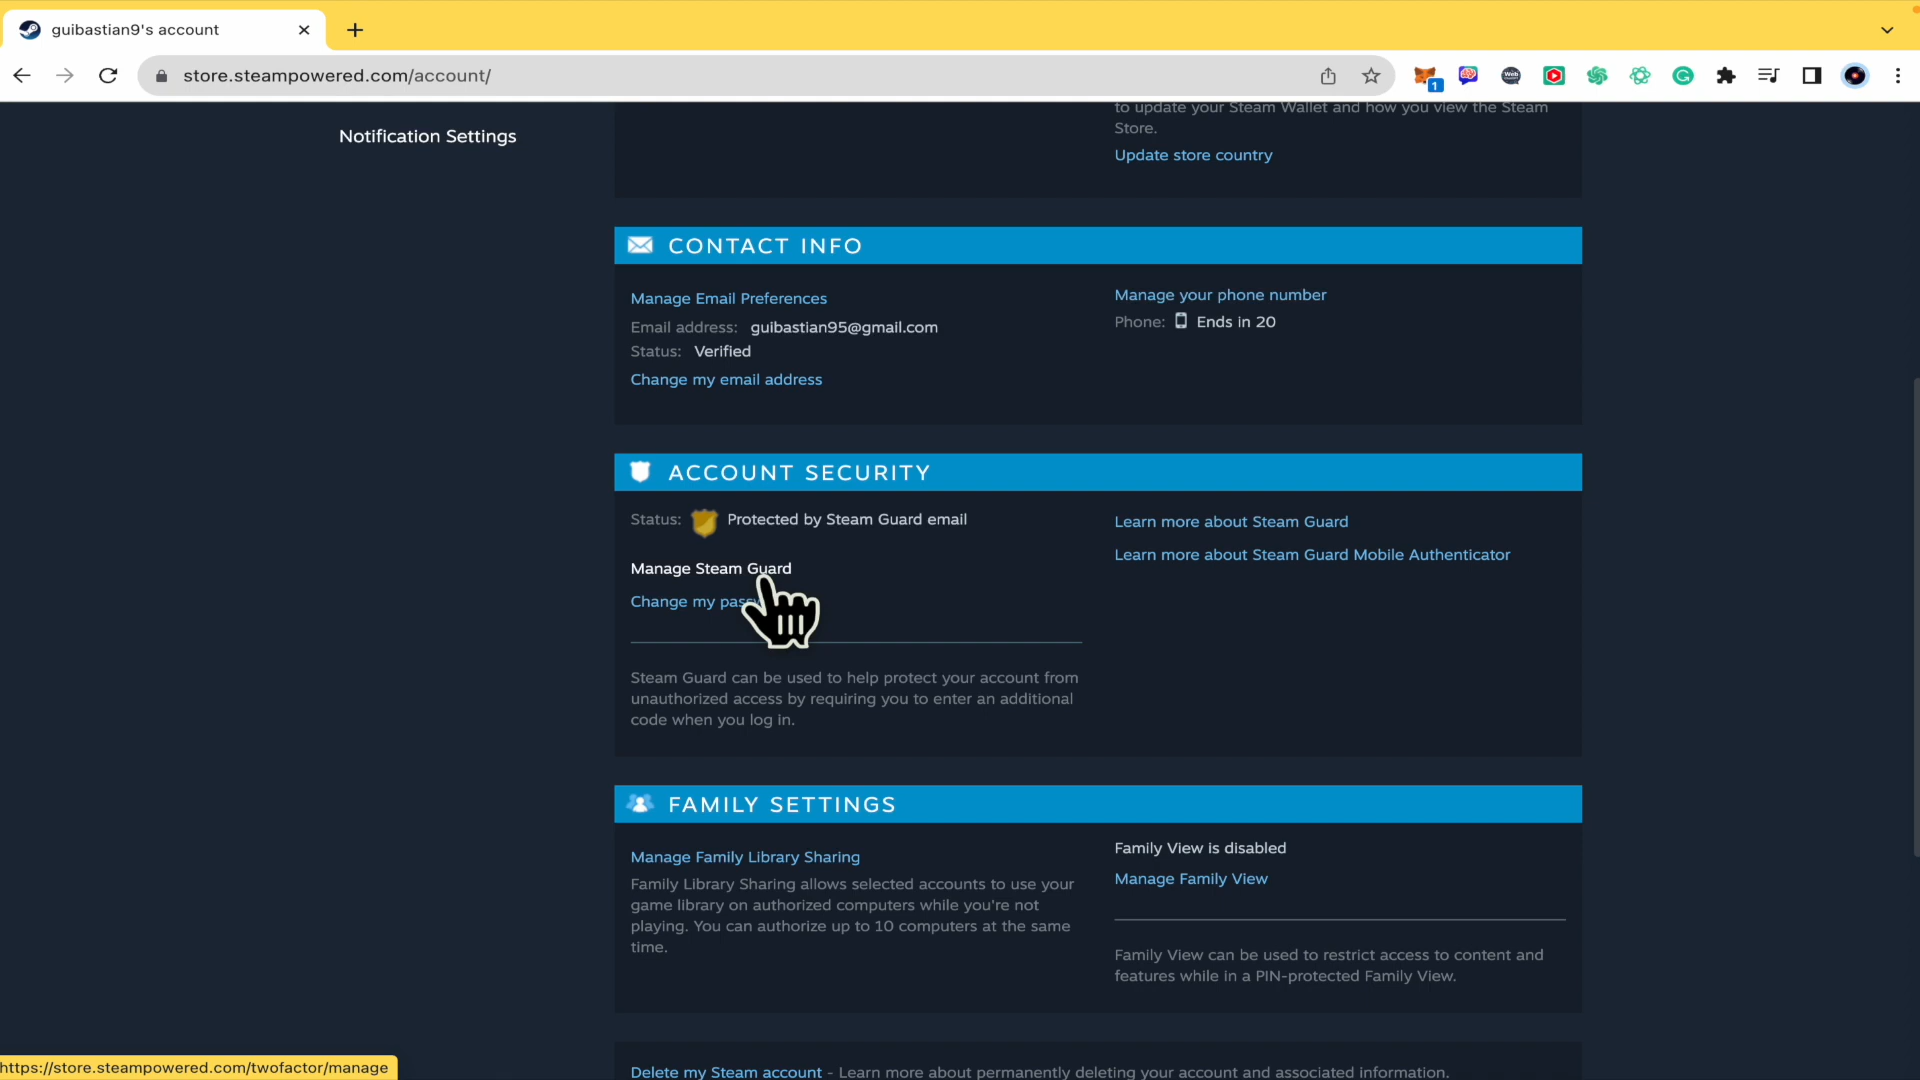 guibastian9's account
store.steampowered.com/account/
1
Web
to update your Steam Wallet and how you view the Steam
Store.
Update store country
Notification Settings
CONTACT INFO
Manage Email Preferences
Email address: guibastian95@gmail.com
Status: Verified
Change my email address
Manage your phone number
Phone: Ends in 20
ACCOUNT SECURITY
Status: Protected by Steam Guard email
Manage Steam Guard
Change my passw
Learn more about Steam Guard
Learn more about Steam Guard Mobile Authenticator
Steam Guard can be used to help protect your account from
unauthorized access by requiring you to enter an additional
code when you log in.
FAMILY SETTINGS
Manage Family Library Sharing
Family Library Sharing allows selected accounts to use your
game library on authorized computers while you're not
playing. You can authorize up to 10 computers at the same
time.
Family View is disabled
Manage Family View
Family View can be used to restrict access to content and
features while in a PIN-protected Family View.
Delete my Steam account - Learn more about permanently deleting your account and associated information.
https://store.steampowered.com/twofactor/manage